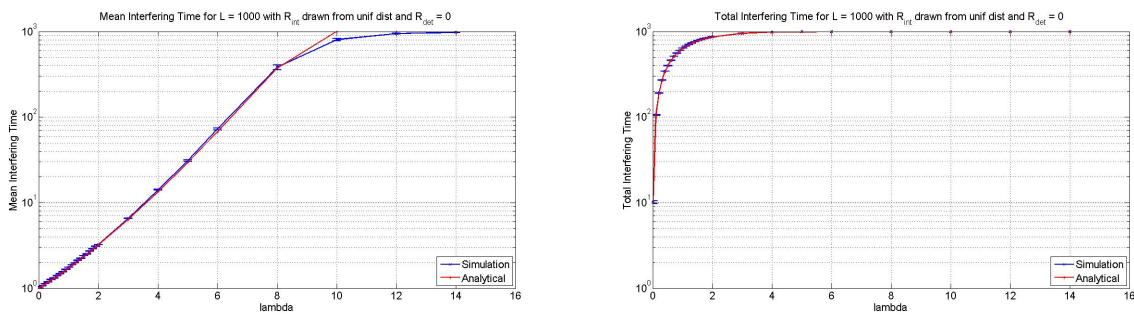 Mean Interfering Time for L = 1000 with R_int drawn from unif dist and R_det = 0
10^3
10^2
10^1
10^0
Mean Interfering Time
0 2 4 6 8 10 12 14 16
lambda
Simulation
Analytical
Total Interfering Time for L = 1000 with R_int drawn from unif dist and R_det = 0
10^3
10^2
10^1
10^0
Total Interfering Time
0 2 4 6 8 10 12 14 16
lambda
Simulation
Analytical